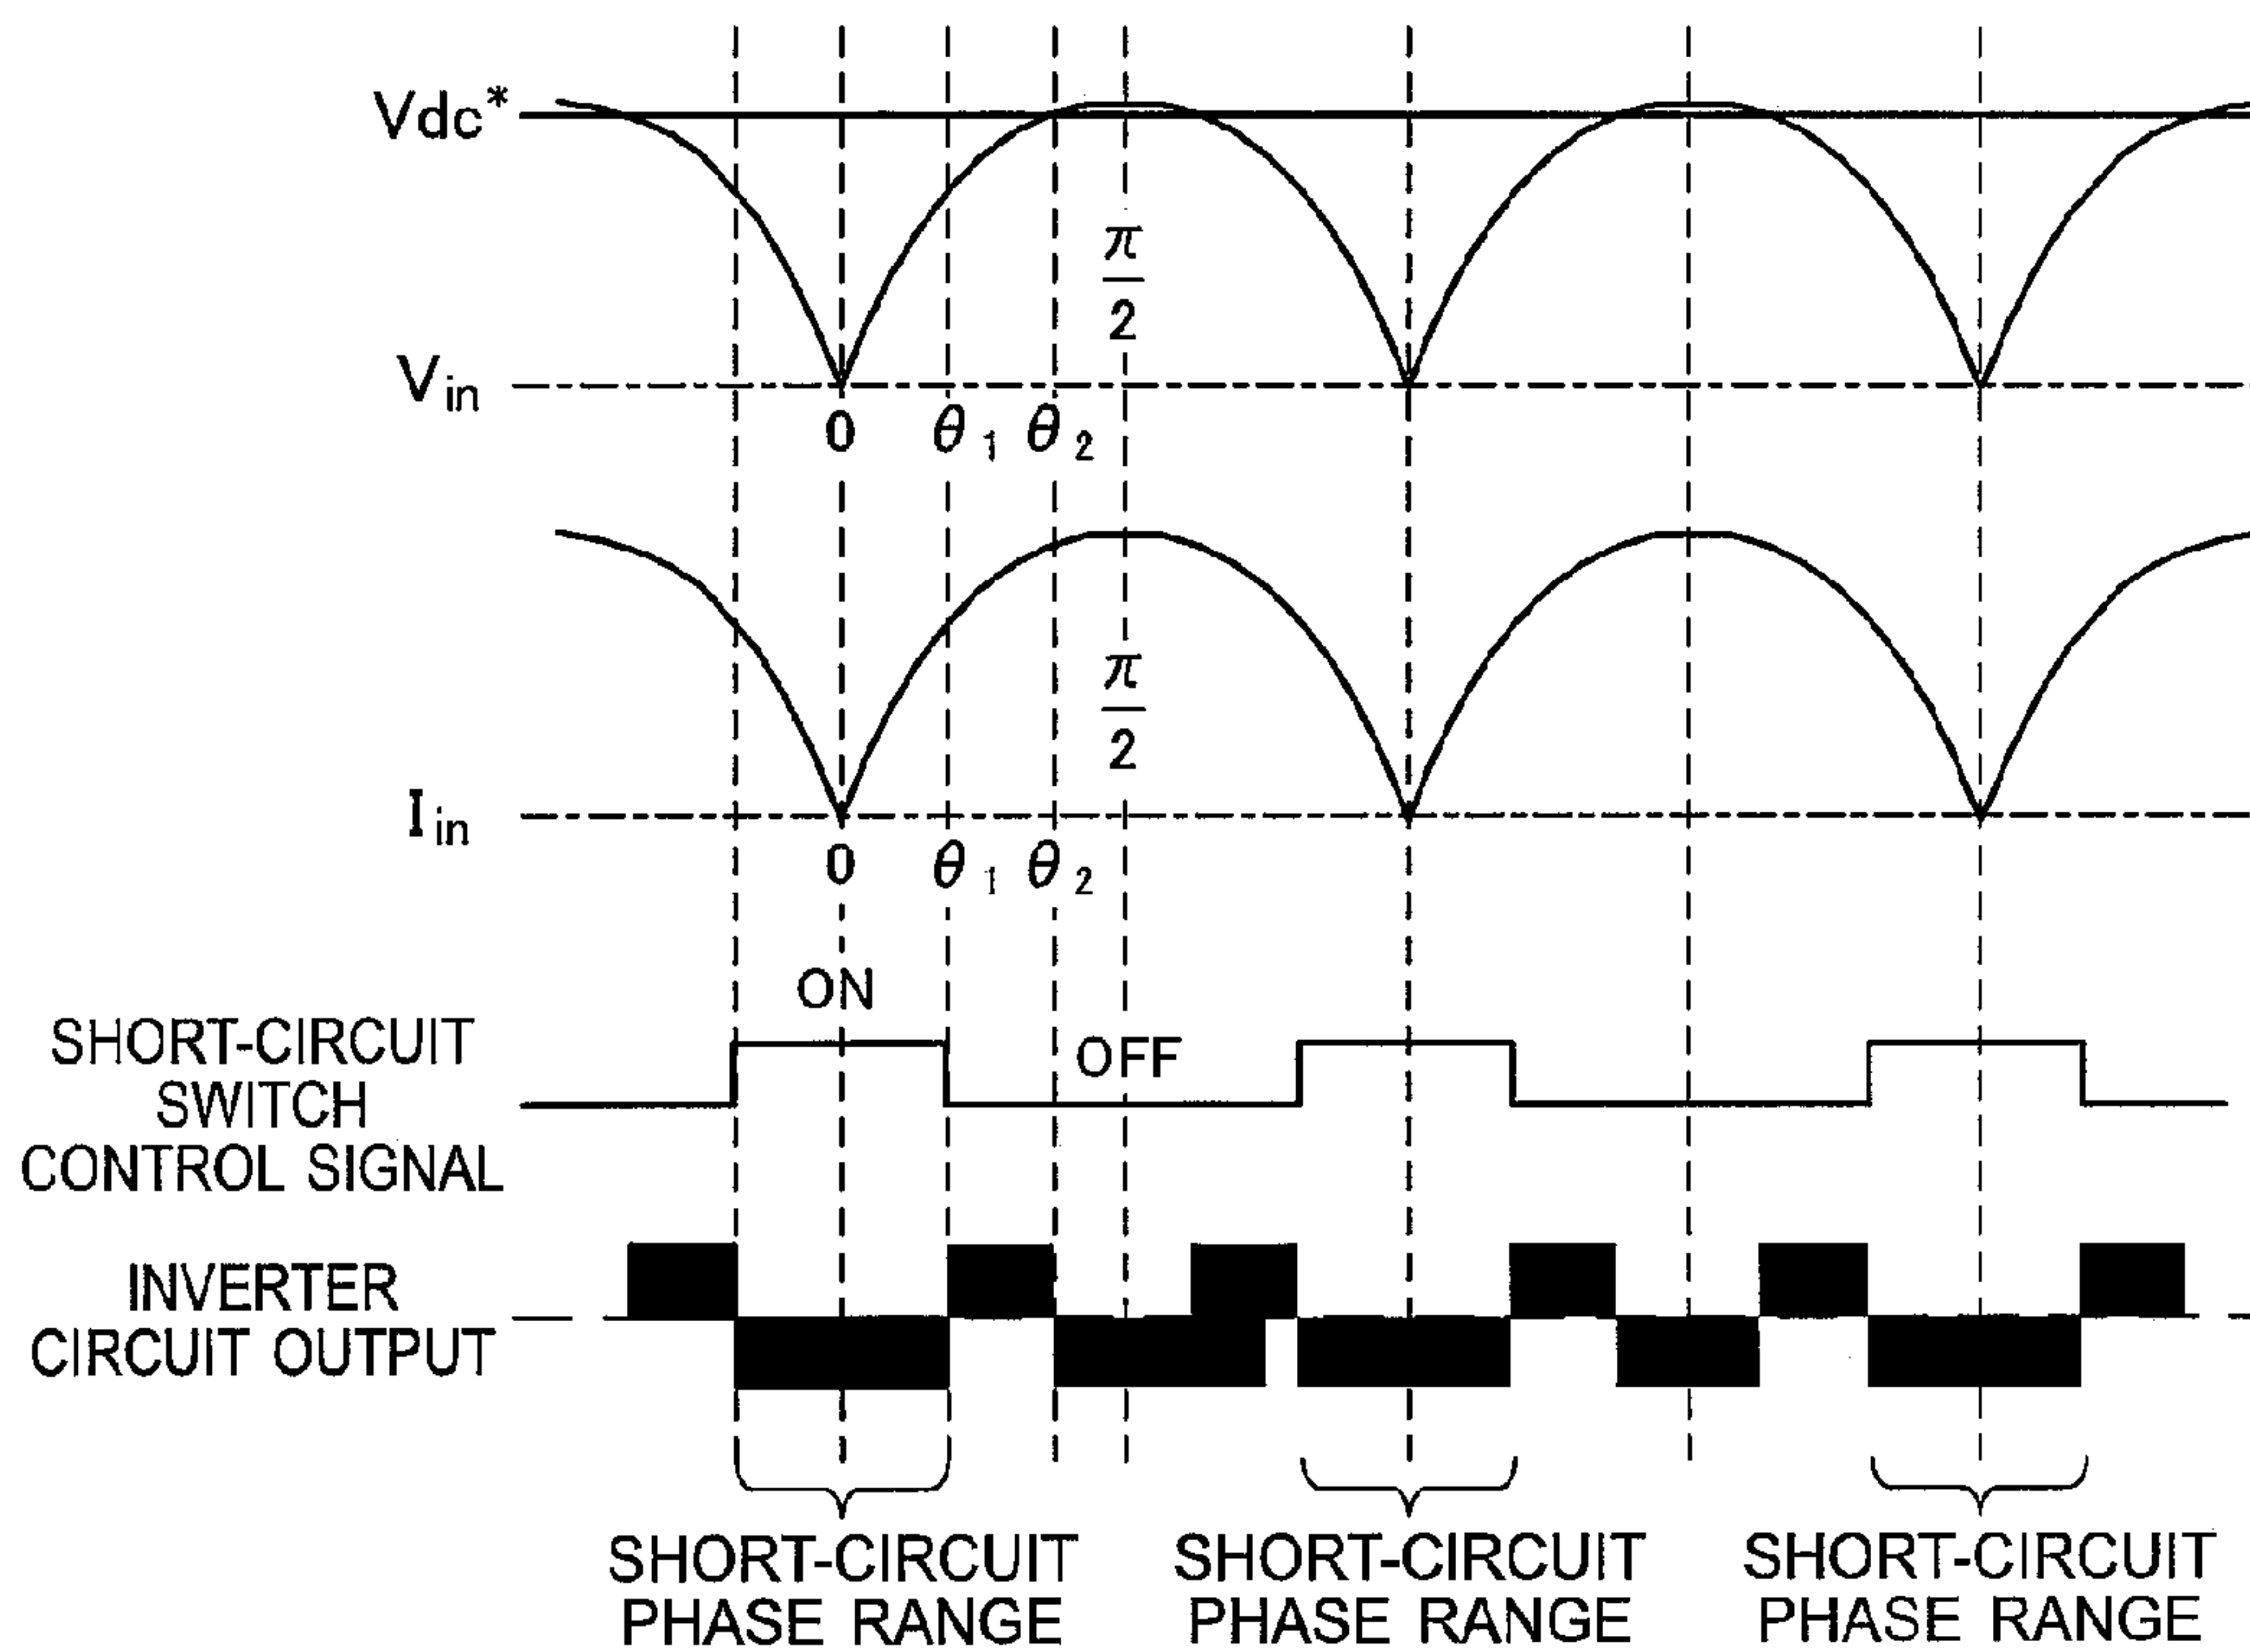 Vdc*
π
2
Vin
0 θ1 θ2
π
2
Iin
0 θ1 θ2
ON
OFF
SHORT-CIRCUIT
SWITCH
CONTROL SIGNAL
INVERTER
CIRCUIT OUTPUT
SHORT-CIRCUIT
PHASE RANGE
SHORT-CIRCUIT
PHASE RANGE
SHORT-CIRCUIT
PHASE RANGE